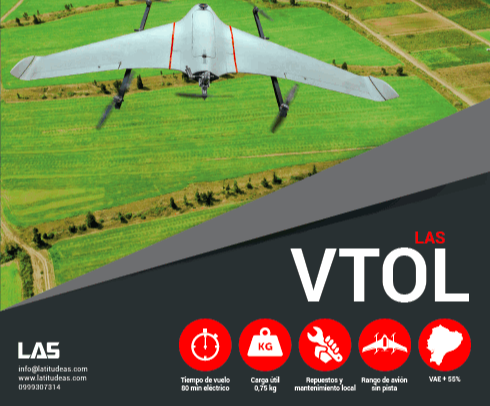 LAS
VTOL
LAS
info@latitudeas.com
www.latitudeas.com
0999307314
KG
Tiempo de vuelo
80 min eléctrico
Carga útil
0,75 kg
Repuestos y
mantenimiento local
Rango de avión
sin pista
VAE + 55%